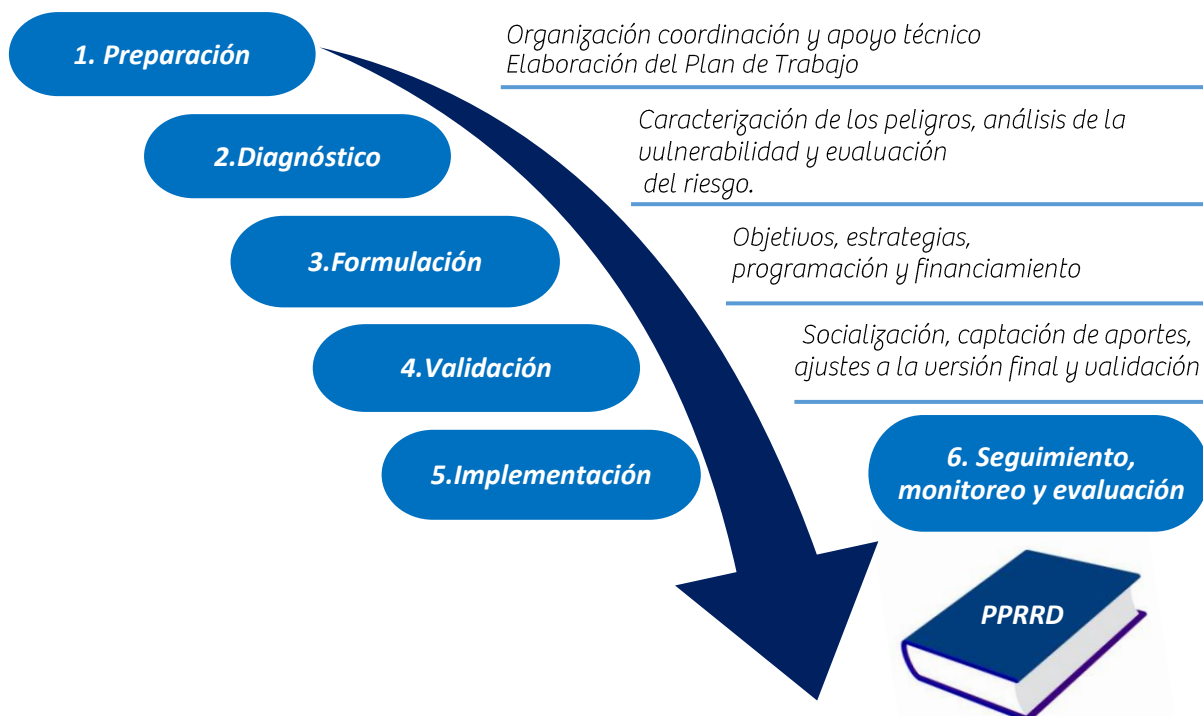 1. Preparación
Organización coordinación y apoyo técnico
Elaboración del Plan de Trabajo
2.Diagnóstico
Caracterización de los peligros, análisis de la
vulnerabilidad y evaluación
del riesgo.
3.Formulación
Objetivos, estrategias,
programación y financiamiento
4.Validación
Socialización, captación de aportes,
ajustes a la versión final y validación
5.Implementación
6. Seguimiento,
monitoreo y evaluación
PPRRD